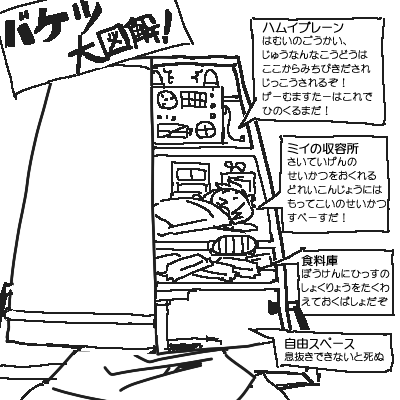 バケツ
大図解!
ハムイブレーン
はむいのごうかい、
じゅうなんなこうどうは
ここからみちびきだされ
じっこうされるぞ！
げーむますたーはこれで
ひのくるまだ！
ミイの収容所
さいていげんの
せいかつをおくれる
どれいこんじょうには
もってこいのせいかつ
すぺーすだ！
食料庫
ぼうけんにひっすの
しょくりょうをたくわ
えておくばしょだぞ
自由スペース
息抜きできないと死ぬ